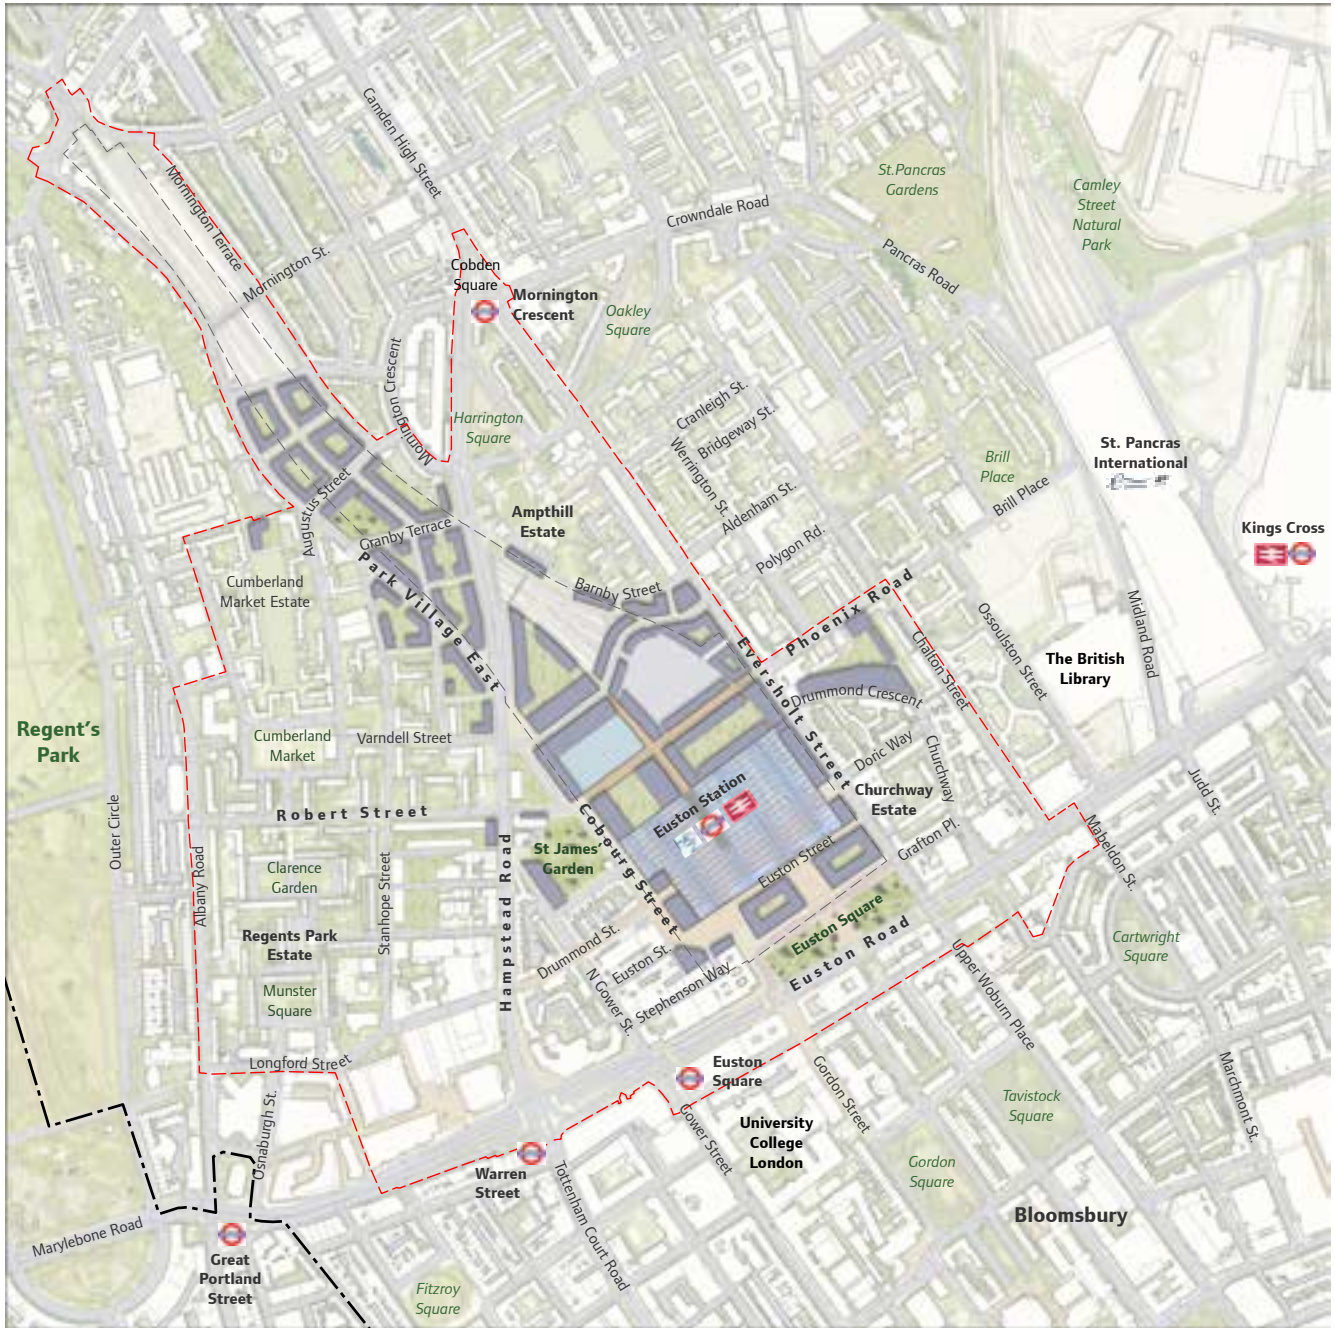 Camden High Street
St.Pancras
Gardens
Camley
Street
Natural
Park
Crowndale Road
Pancras Road
Mornington Terrace
Mornington St.
Cobden
Square
Mornington
Crescent
Oakley
Square
Mornington Crescent
Harrington
Square
Cranleigh St.
Bridgeway St.
Werrington St.
Aldenham St.
Polygon Rd.
Brill
Place
Brill Place
St. Pancras
International
Kings Cross
Augustus Street
Granby Terrace
Ampthill
Estate
Barnby Street
Park Village East
Cumberland
Market Estate
Phoenix Road
Eversholt Street
Chalton Street
Ossoulston Street
Midland Road
The British
Library
Drummond Crescent
Regent's
Park
Cumberland
Market
Varndell Street
Doric Way
Churchway
Churchway
Estate
Judd St.
Robert Street
Euston Station
Outer Circle
Albany Road
Clarence
Garden
Stanhope Street
Hampstead Road
St James'
Garden
Cobourg Street
Euston Street
Grafton Pl.
Mabeldon St.
Regents Park
Estate
Drummond St.
Euston St.
Euston Square
Euston Road
Cartwright
Square
Munster
Square
N Gower St.
Stephenson Way
Upper Woburn Place
Longford Street
Osnaburgh St.
Euston
Square
Gower Street
Gordon Street
Tavistock
Square
Marchmont St.
University
College
London
Warren
Street
Tottenham Court Road
Gordon
Square
Bloomsbury
Marylebone Road
Great
Portland
Street
Fitzroy
Square